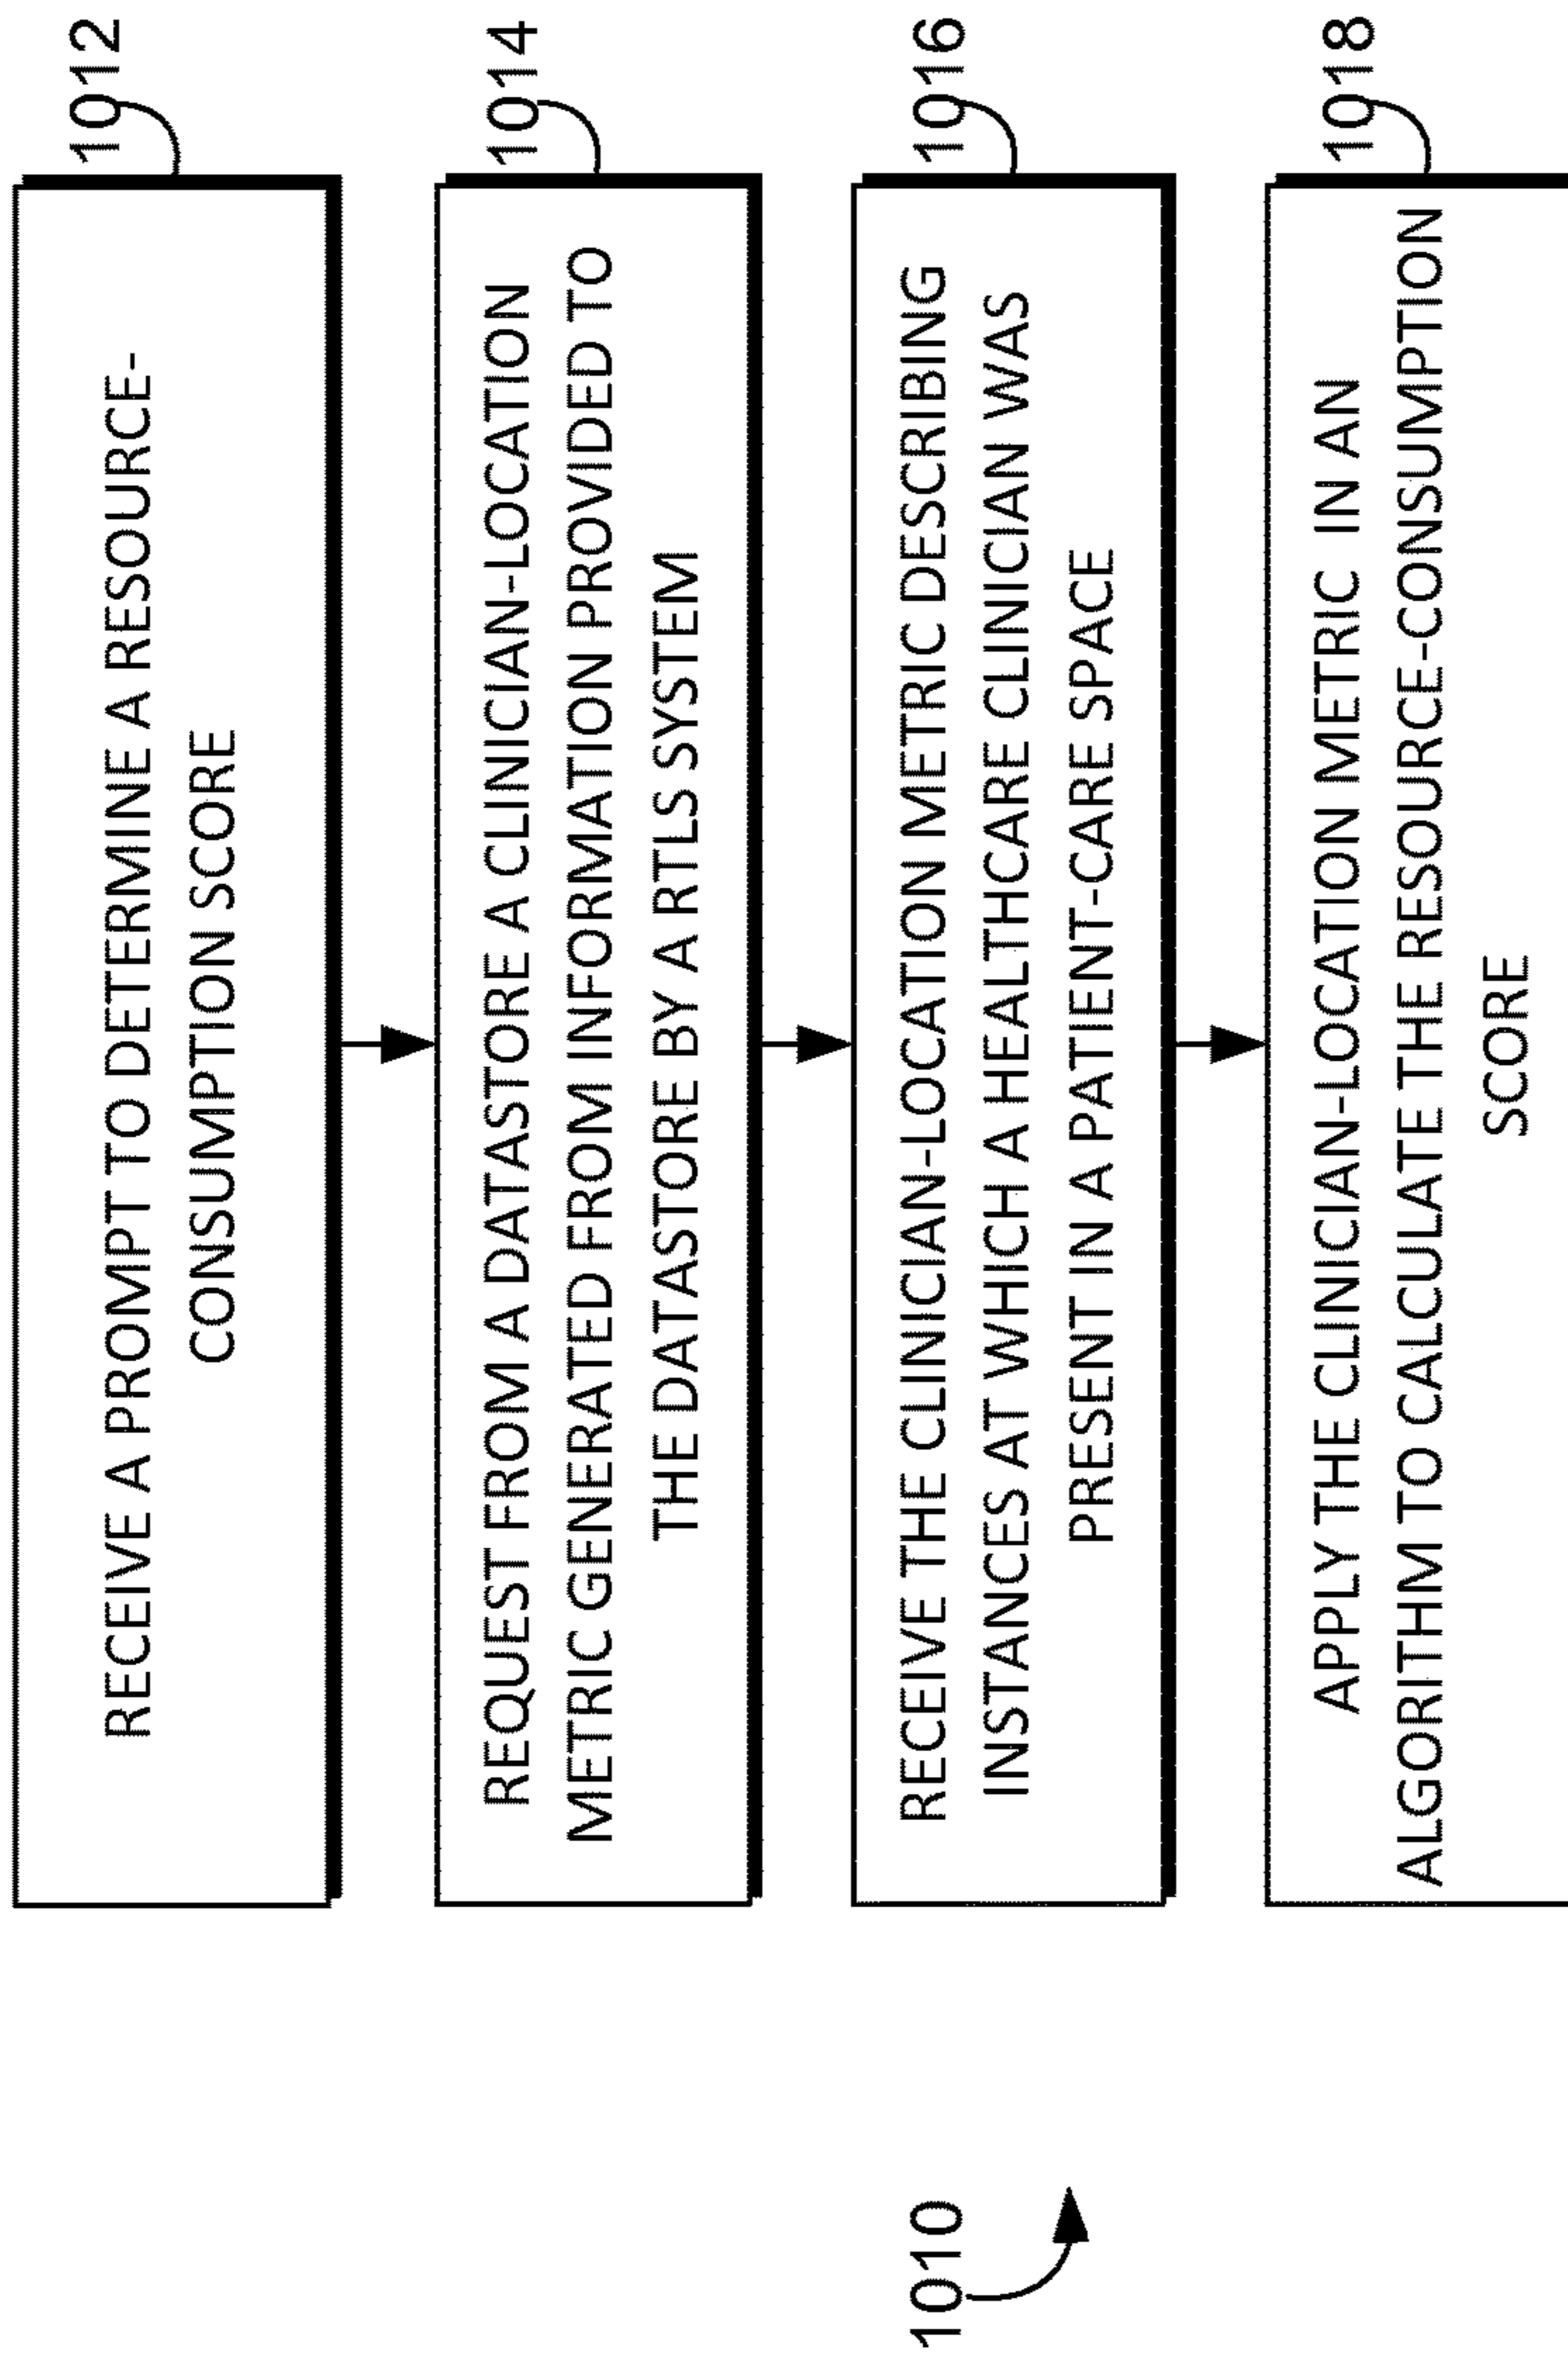 1012
RECEIVE A PROMPT TO DETERMINE A RESOURCE-
CONSUMPTION SCORE
1014
REQUEST FROM A DATASTORE A CLINICIAN-LOCATION
METRIC GENERATED FROM INFORMATION PROVIDED TO
THE DATASTORE BY A RTLS SYSTEM
1016
RECEIVE THE CLINICIAN-LOCATION METRIC DESCRIBING
INSTANCES AT WHICH A HEALTHCARE CLINICIAN WAS
PRESENT IN A PATIENT-CARE SPACE
1010
1018
APPLY THE CLINICIAN-LOCATION METRIC IN AN
ALGORITHM TO CALCULATE THE RESOURCE-CONSUMPTION
SCORE